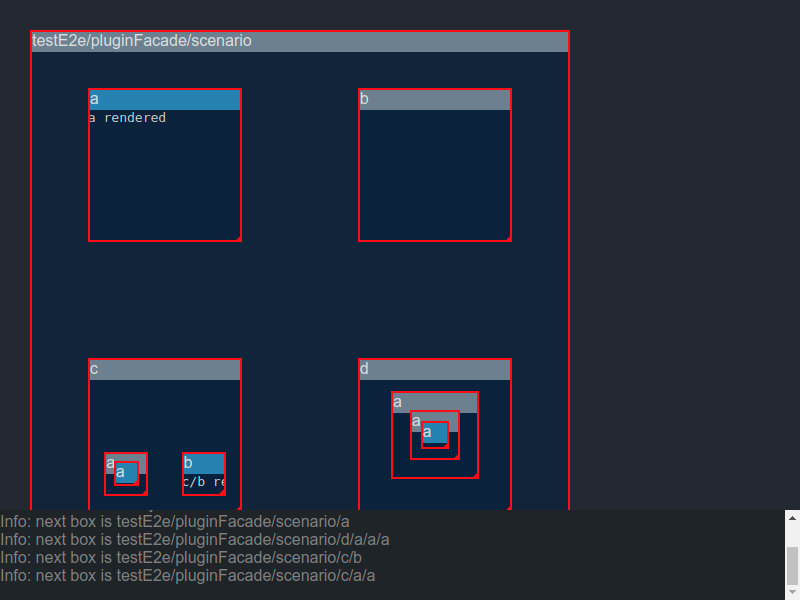 testE2e/pluginFacade/scenario
a
b
a rendered
c
d
a
a
a
a
a
b
c/b re
Info: next box is testE2e/pluginFacade/scenario/a
Info: next box is testE2e/pluginFacade/scenario/d/a/a/a
Info: next box is testE2e/pluginFacade/scenario/c/b
Info: next box is testE2e/pluginFacade/scenario/c/a/a